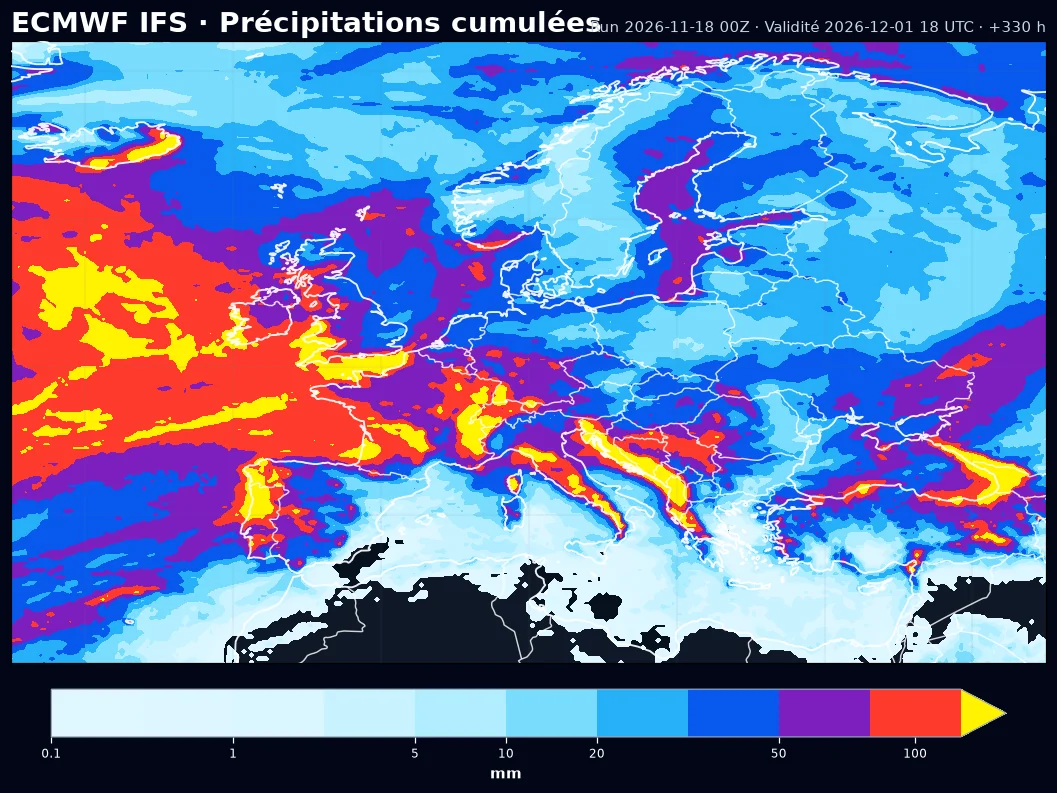 ECMWF IFS · Précipitations cumulées
Run 2026-11-18 00Z · Validité 2026-12-01 18 UTC · +330 h
0.1 1 5 10 20 50 100
mm